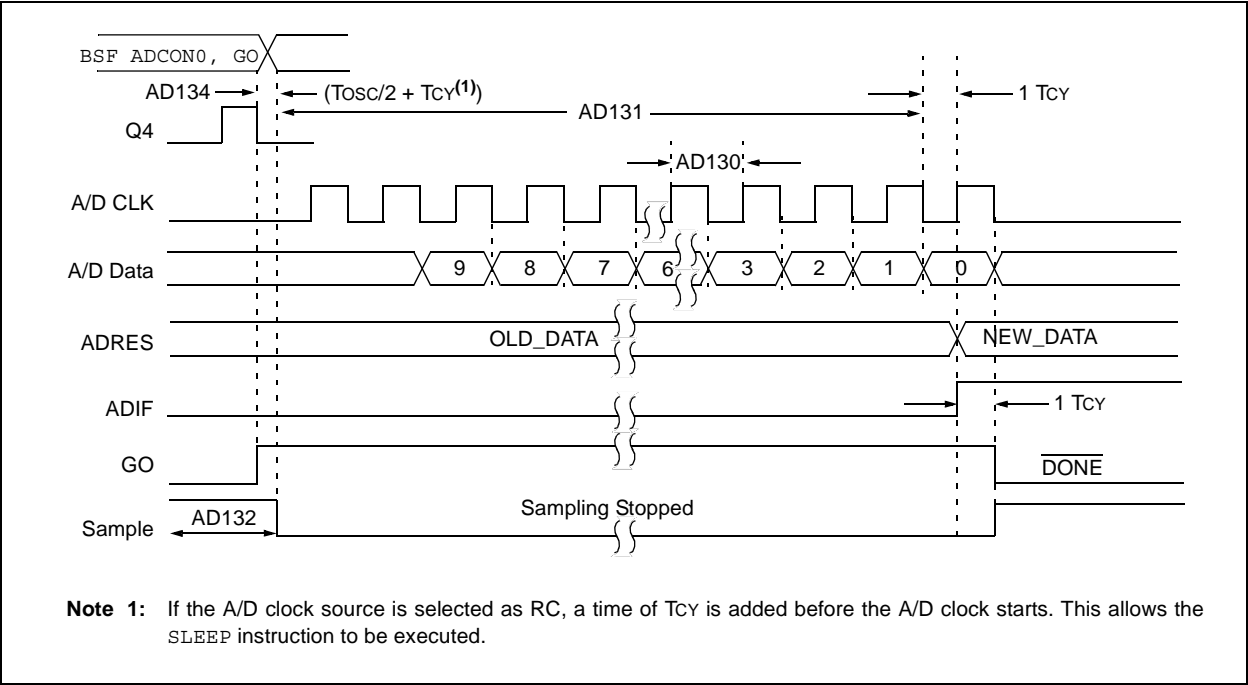 BSF ADCON0, GO
AD134
(TOSC/2 + TCY(1))
AD131
1 TCY
Q4
AD130
A/D CLK
A/D Data
9
8
7
6
3
2
1
0
ADRES
OLD_DATA
NEW_DATA
ADIF
1 TCY
GO
DONE
Sample
AD132
Sampling Stopped
Note 1: If the A/D clock source is selected as RC, a time of TCY is added before the A/D clock starts. This allows the
SLEEP instruction to be executed.